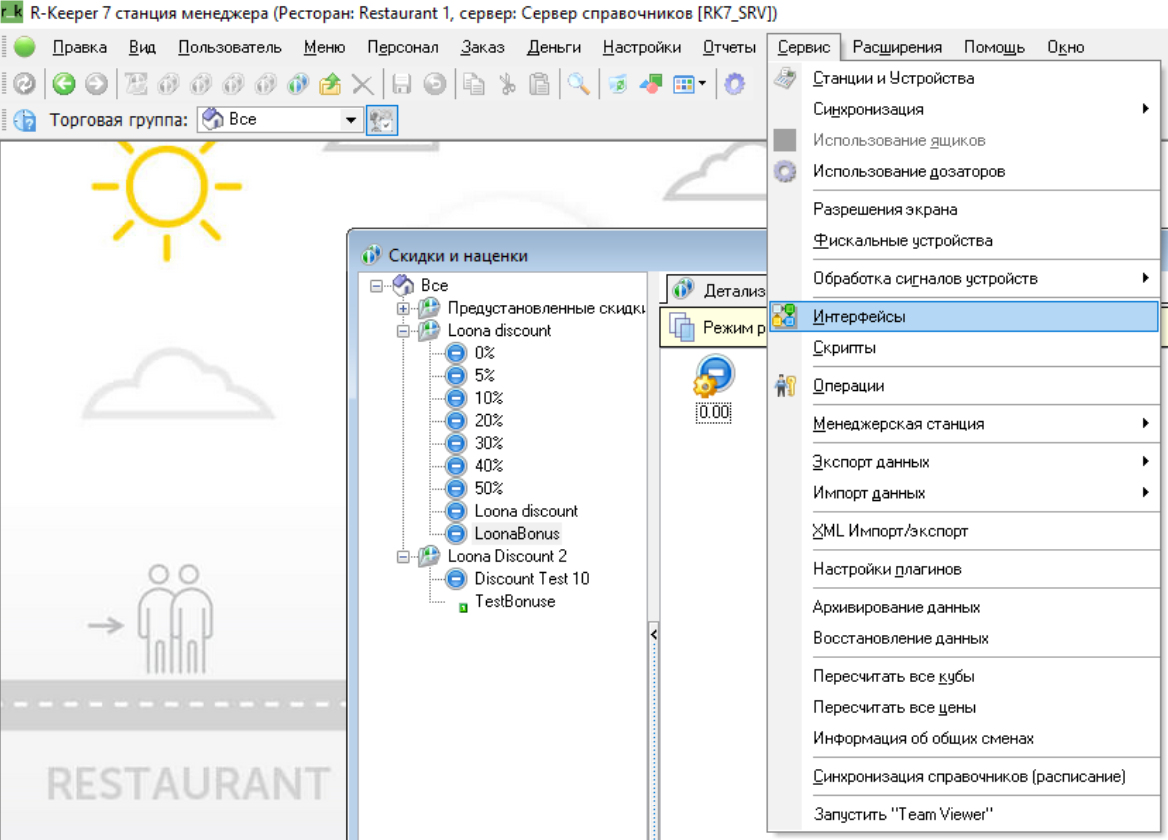 r_k R-Keeper 7 станция менеджера (Ресторан: Restaurant 1, сервер: Сервер справочников [RK7_SRV])
Правка Вид Пользователь Меню Персонал Заказ Деньги Настройки Отчеты Сервис Расширения Помощь Окно
Торговая группа: Все
Скидки и наценки
Все
Предустановленные скидки
Loona discount
0%
5%
10%
20%
30%
40%
50%
Loona discount
LoonaBonus
Loona Discount 2
Discount Test 10
TestBonuse
Детализ
Режим р
0.00
Станции и Устройства
Синхронизация
Использование ящиков
Использование дозаторов
Разрешения экрана
Фискальные устройства
Обработка сигналов устройств
Интерфейсы
Скрипты
Операции
Менеджерская станция
Экспорт данных
Импорт данных
XML Импорт/экспорт
Настройки плагинов
Архивирование данных
Восстановление данных
Пересчитать все кубы
Пересчитать все цены
Информация об общих сменах
Синхронизация справочников (расписание)
Запустить "Team Viewer"
RESTAURANT